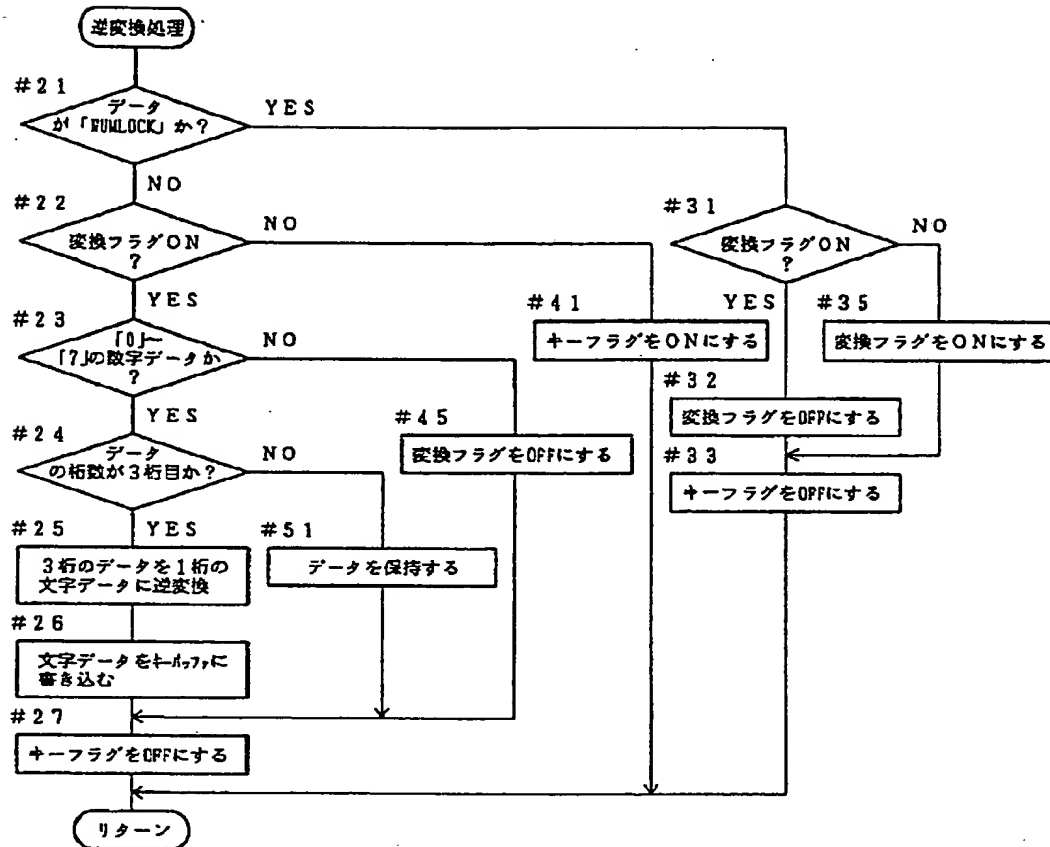 逆変換処理
#21
データ
が「NUMLOCK」か?
YES
NO
#22
変換フラグON
?
NO
YES
#23
「0」~
「7」の数字データか
?
NO
YES
#24
データ
の桁数が3桁目か?
NO
YES
#25
3桁のデータを1桁の
文字データに逆変換
#26
文字データをキーバッファに
書き込む
#27
キーフラグをOFFにする
リターン
#51
データを保持する
#45
変換フラグをOFFにする
#41
キーフラグをONにする
#31
変換フラグON
?
NO
YES
#35
変換フラグをONにする
#32
変換フラグをOFFにする
#33
キーフラグをOFFにする